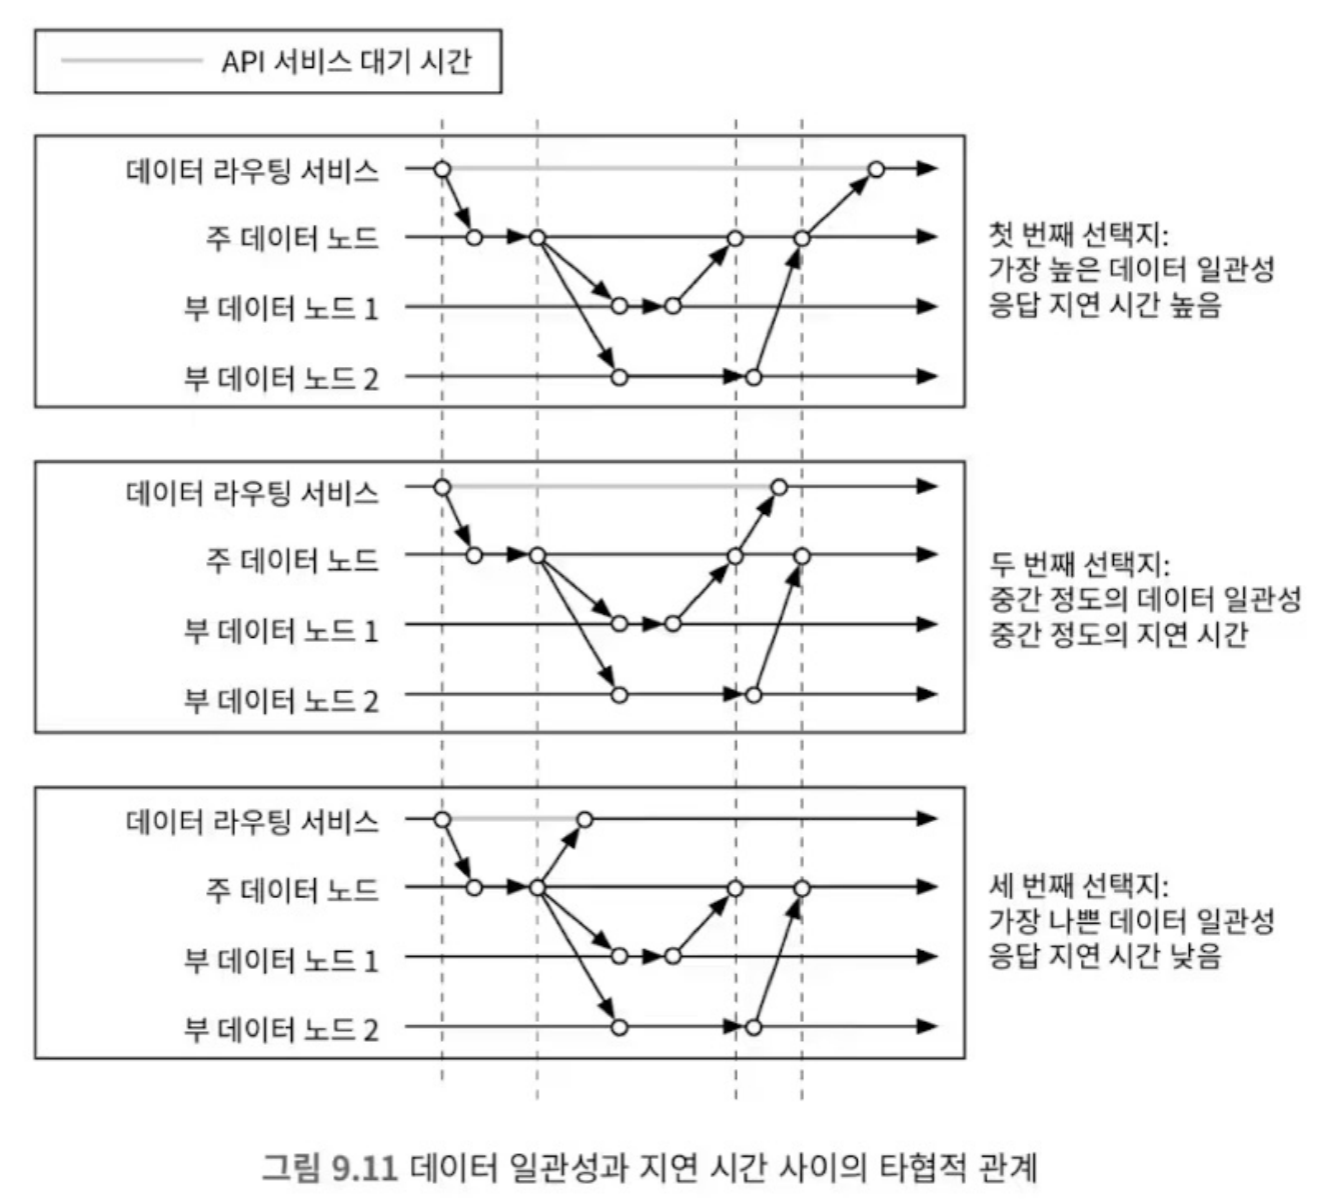 API 서비스 대기 시간
데이터 라우팅 서비스
주 데이터 노드
부 데이터 노드 1
부 데이터 노드 2
첫 번째 선택지:
가장 높은 데이터 일관성
응답 지연 시간 높음
데이터 라우팅 서비스
주 데이터 노드
부 데이터 노드 1
부 데이터 노드 2
두 번째 선택지:
중간 정도의 데이터 일관성
중간 정도의 지연 시간
데이터 라우팅 서비스
주 데이터 노드
부 데이터 노드 1
부 데이터 노드 2
세 번째 선택지:
가장 나쁜 데이터 일관성
응답 지연 시간 낮음
그림 9.11 데이터 일관성과 지연 시간 사이의 타협적 관계